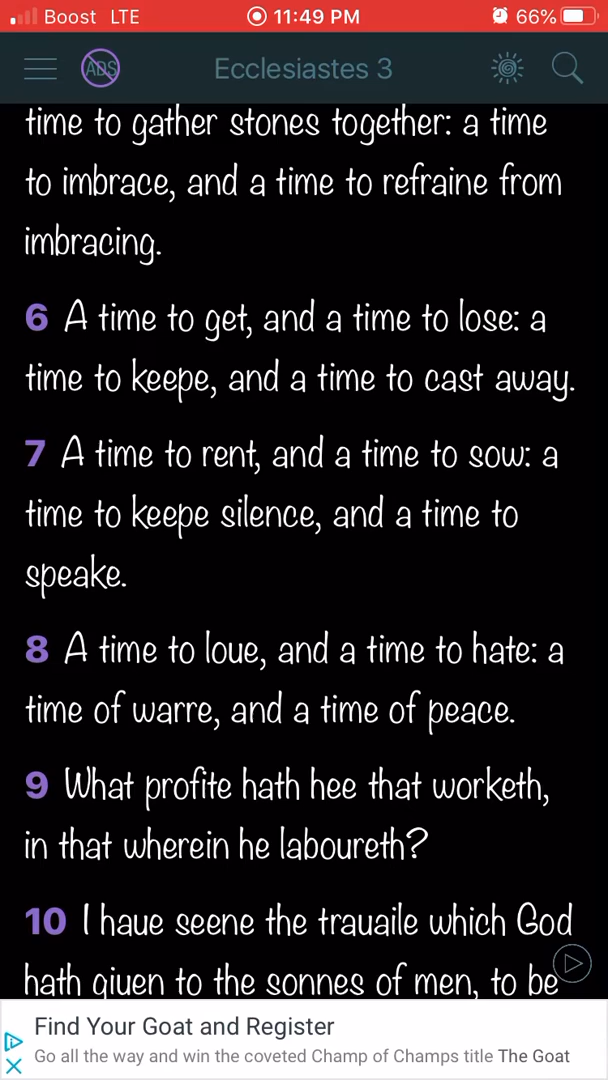 Boost LTE 11:49 PM 66%
ADS Ecclesiastes 3
time to gather stones together: a time
to imbrace, and a time to refraine from
imbracing.
6 A time to get, and a time to lose: a
time to keepe, and a time to cast away.
7 A time to rent, and a time to sow: a
time to keepe silence, and a time to
speake.
8 A time to loue, and a time to hate: a
time of warre, and a time of peace.
9 What profite hath hee that worketh,
in that wherein he laboureth?
10 I haue seene the trauaile which God
hath giuen to the sonnes of men, to be
Find Your Goat and Register
Go all the way and win the coveted Champ of Champs title The Goat